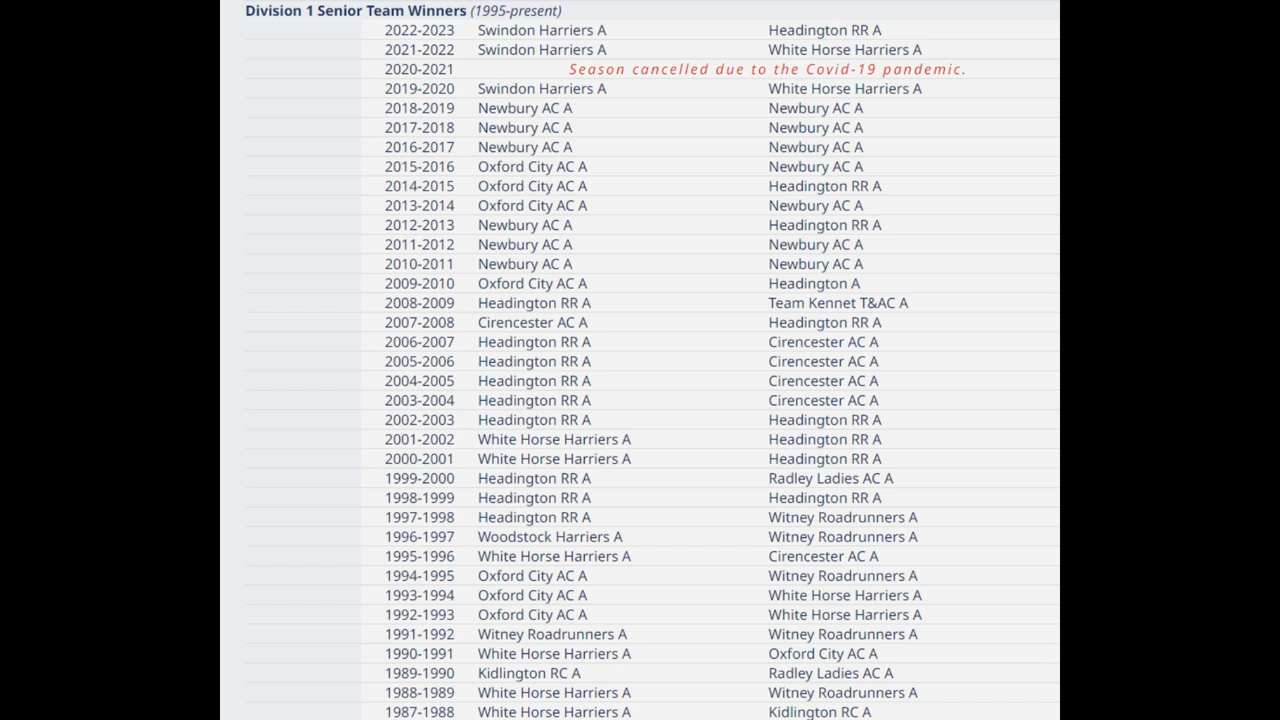 Division 1 Senior Team Winners (1995-present)
2022-2023 Swindon Harriers A Headington RR A
2021-2022 Swindon Harriers A White Horse Harriers A
2020-2021 Season cancelled due to the Covid-19 pandemic.
2019-2020 Swindon Harriers A White Horse Harriers A
2018-2019 Newbury AC A Newbury AC A
2017-2018 Newbury AC A Newbury AC A
2016-2017 Newbury AC A Newbury AC A
2015-2016 Oxford City AC A Newbury AC A
2014-2015 Oxford City AC A Headington RR A
2013-2014 Oxford City AC A Newbury AC A
2012-2013 Newbury AC A Headington RR A
2011-2012 Newbury AC A Newbury AC A
2010-2011 Newbury AC A Newbury AC A
2009-2010 Oxford City AC A Headington A
2008-2009 Headington RR A Team Kennet T&AC A
2007-2008 Cirencester AC A Headington RR A
2006-2007 Headington RR A Cirencester AC A
2005-2006 Headington RR A Cirencester AC A
2004-2005 Headington RR A Cirencester AC A
2003-2004 Headington RR A Cirencester AC A
2002-2003 Headington RR A Headington RR A
2001-2002 White Horse Harriers A Headington RR A
2000-2001 White Horse Harriers A Headington RR A
1999-2000 Headington RR A Radley Ladies AC A
1998-1999 Headington RR A Headington RR A
1997-1998 Headington RR A Witney Roadrunners A
1996-1997 Woodstock Harriers A Witney Roadrunners A
1995-1996 White Horse Harriers A Cirencester AC A
1994-1995 Oxford City AC A Witney Roadrunners A
1993-1994 Oxford City AC A White Horse Harriers A
1992-1993 Oxford City AC A White Horse Harriers A
1991-1992 Witney Roadrunners A Witney Roadrunners A
1990-1991 White Horse Harriers A Oxford City AC A
1989-1990 Kidlington RC A Radley Ladies AC A
1988-1989 White Horse Harriers A Witney Roadrunners A
1987-1988 White Horse Harriers A Kidlington RC A